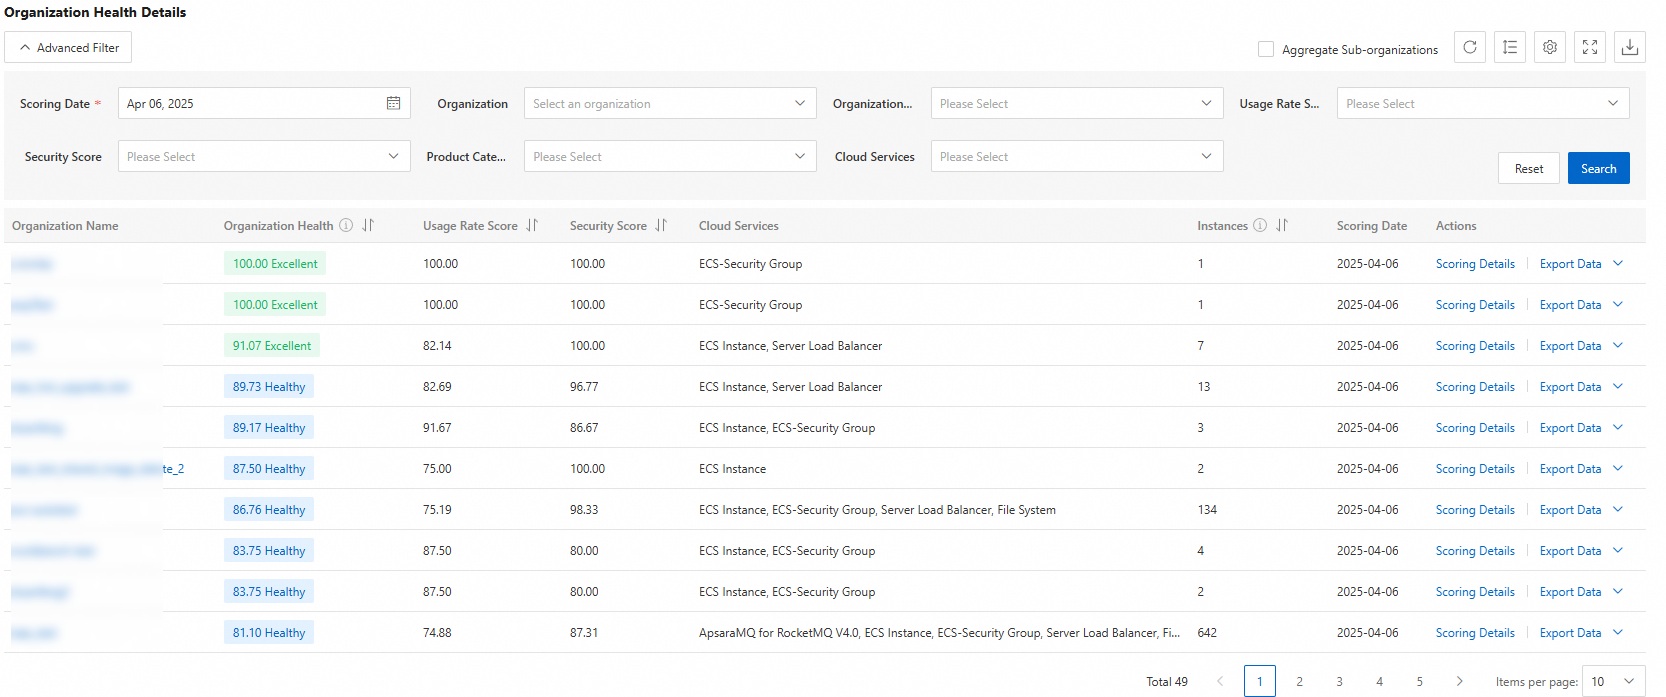 Organization Health Details
Advanced Filter
Aggregate Sub-organizations
Scoring Date * Apr 06, 2025 Organization Select an organization Organization... Please Select Usage Rate S... Please Select
Security Score Please Select Product Cate... Please Select Cloud Services Please Select
Reset Search
Organization Name Organization Health Usage Rate Score Security Score Cloud Services Instances Scoring Date Actions
100.00 Excellent 100.00 100.00 ECS-Security Group 1 2025-04-06 Scoring Details Export Data
100.00 Excellent 100.00 100.00 ECS-Security Group 1 2025-04-06 Scoring Details Export Data
91.07 Excellent 82.14 100.00 ECS Instance, Server Load Balancer 7 2025-04-06 Scoring Details Export Data
89.73 Healthy 82.69 96.77 ECS Instance, Server Load Balancer 13 2025-04-06 Scoring Details Export Data
89.17 Healthy 91.67 86.67 ECS Instance, ECS-Security Group 3 2025-04-06 Scoring Details Export Data
te_2 87.50 Healthy 75.00 100.00 ECS Instance 2 2025-04-06 Scoring Details Export Data
86.76 Healthy 75.19 98.33 ECS Instance, ECS-Security Group, Server Load Balancer, File System 134 2025-04-06 Scoring Details Export Data
83.75 Healthy 87.50 80.00 ECS Instance, ECS-Security Group 4 2025-04-06 Scoring Details Export Data
83.75 Healthy 87.50 80.00 ECS Instance, ECS-Security Group 2 2025-04-06 Scoring Details Export Data
81.10 Healthy 74.88 87.31 ApsaraMQ for RocketMQ V4.0, ECS Instance, ECS-Security Group, Server Load Balancer, Fi... 642 2025-04-06 Scoring Details Export Data
Total 49 1 2 3 4 5 Items per page: 10